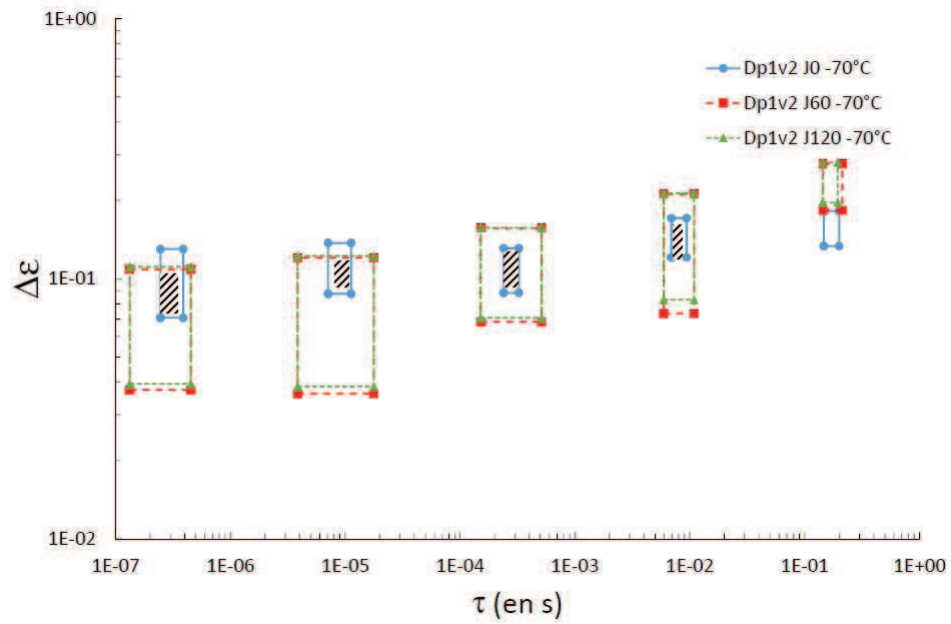 1E+00
Dp1v2 J0 -70°C
Dp1v2 J60 -70°C
Dp1v2 J120 -70°C
Δε
1E-01
1E-02
1E-07 1E-06 1E-05 1E-04 1E-03 1E-02 1E-01 1E+00
τ (en s)